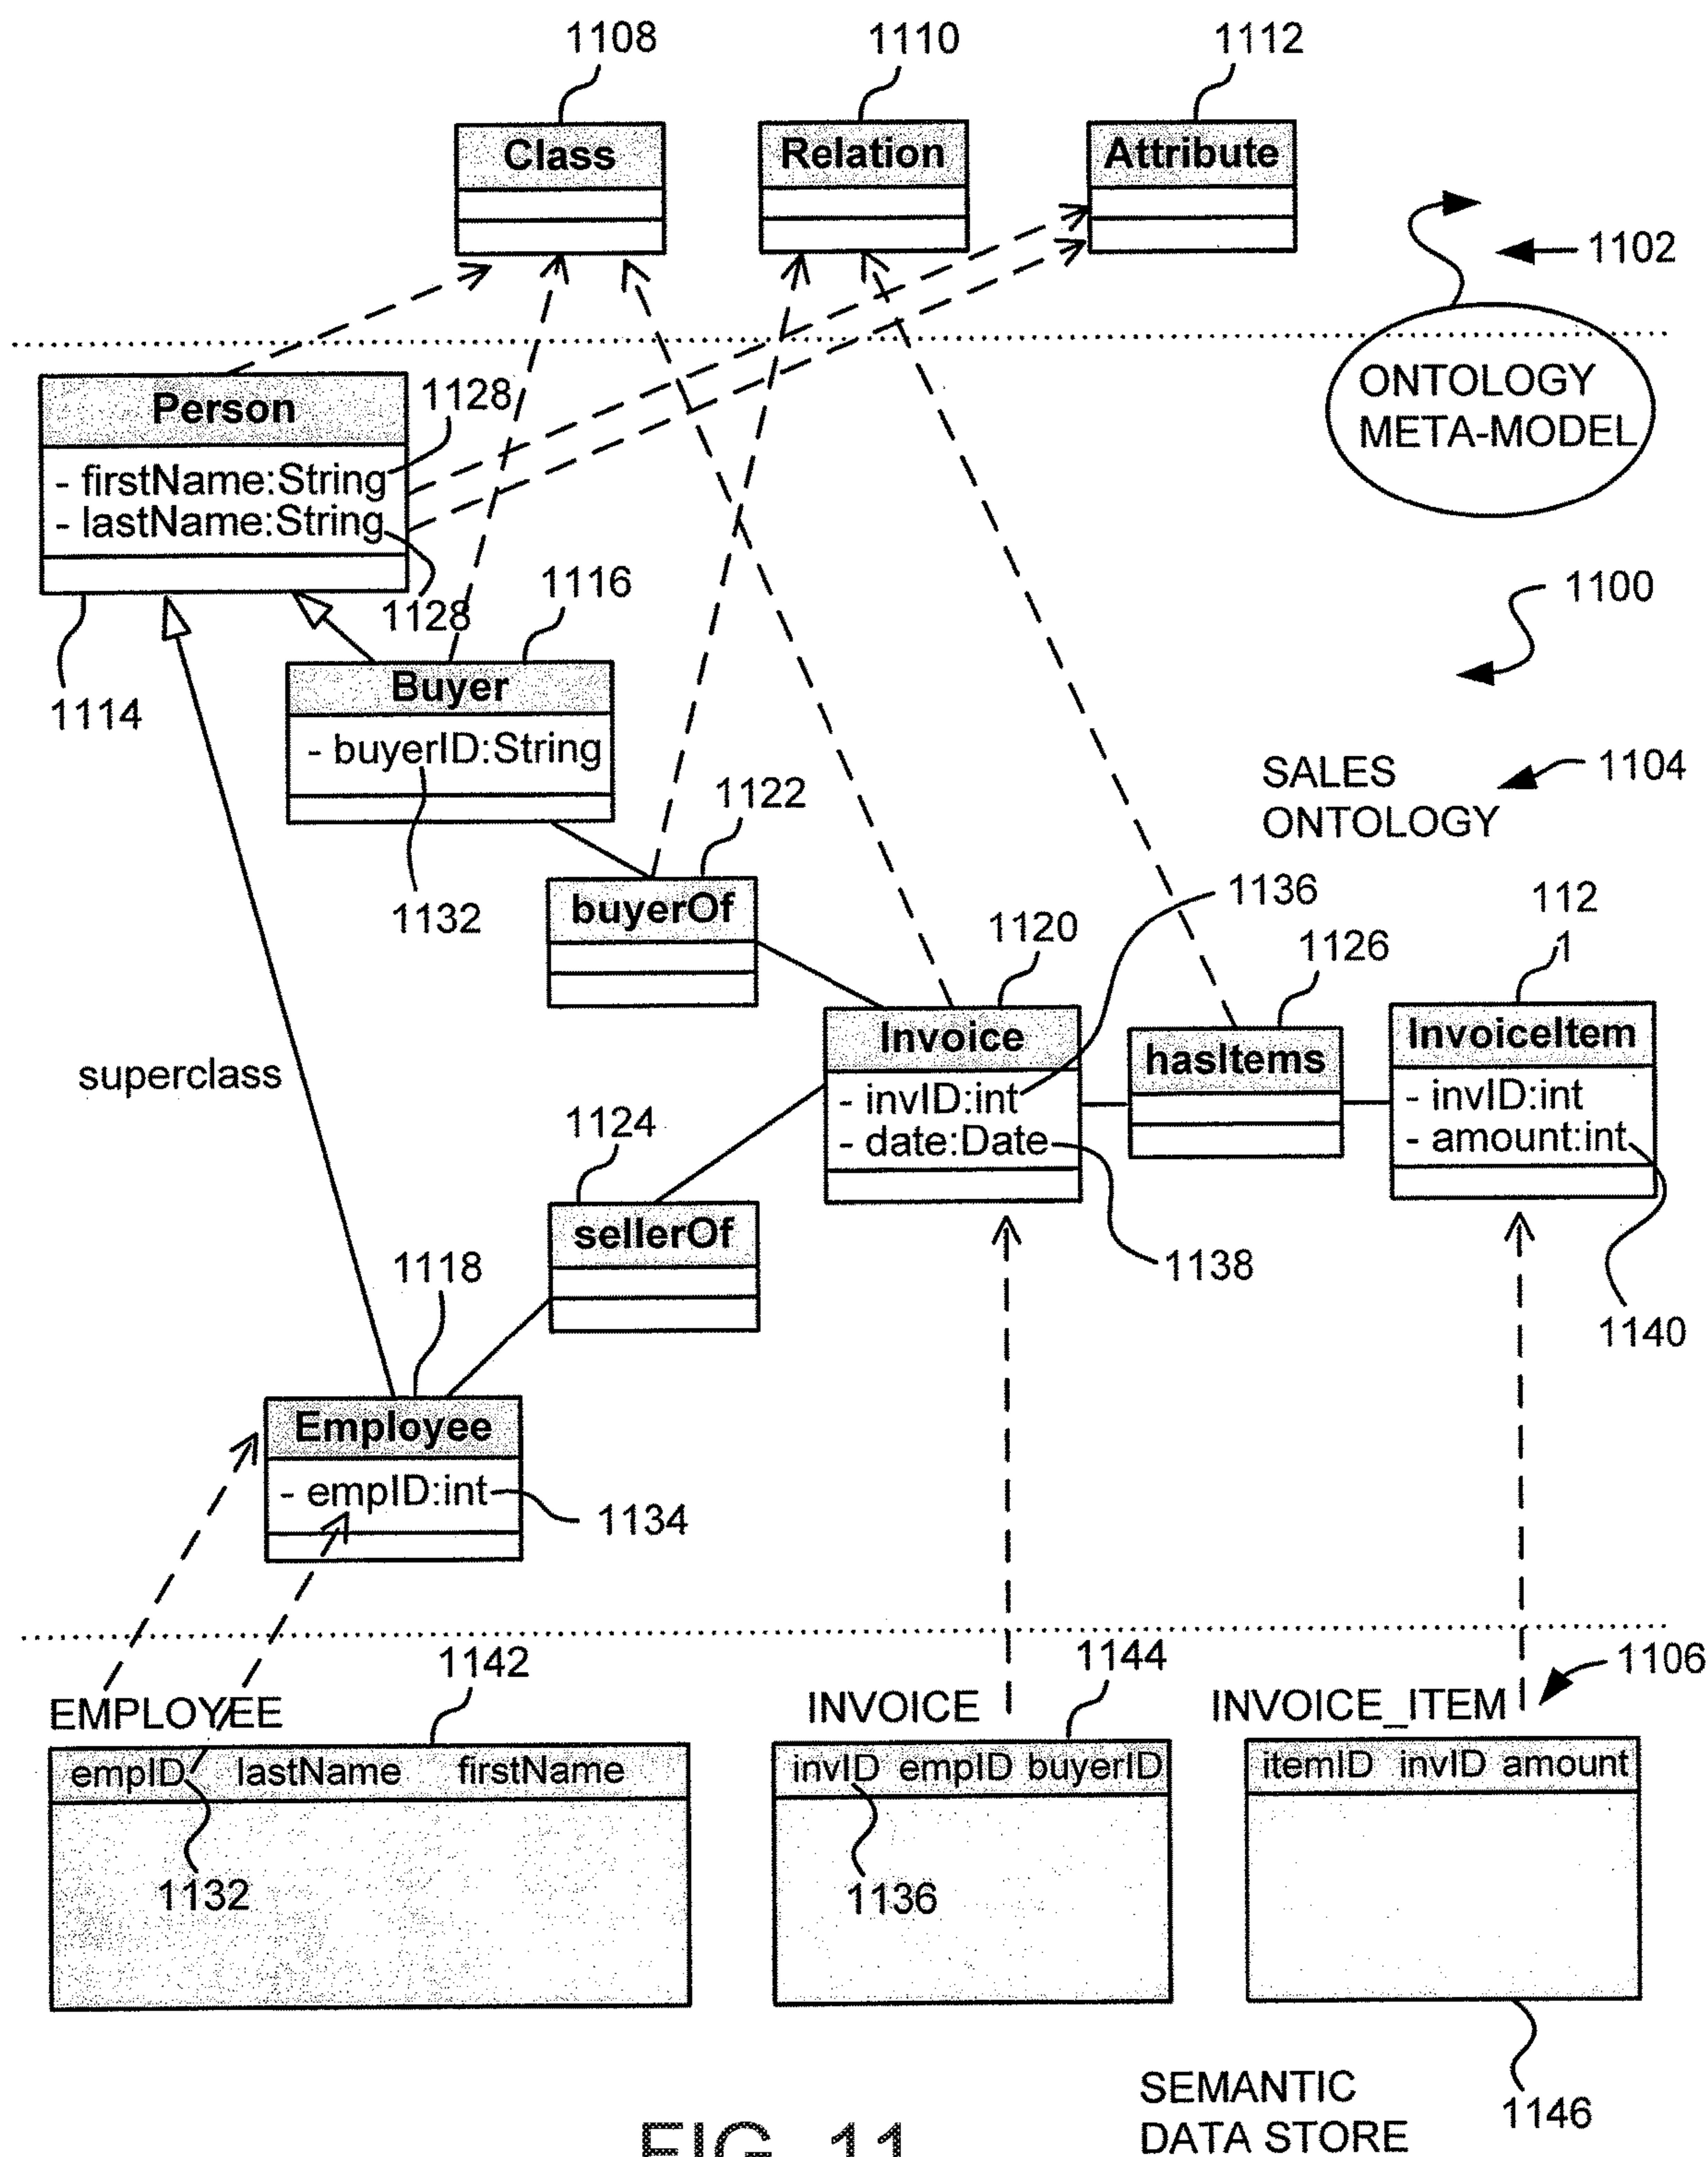 1108
1110
1112
Class
Relation
Attribute
1102
ONTOLOGY
META-MODEL
Person
1128
- firstName:String
- lastName:String
1128
1116
1100
1114
Buyer
- buyerID:String
1104
SALES
ONTOLOGY
1122
1132
buyerOf
1136
112
1
1120
1126
Invoice
hasItems
InvoiceItem
superclass
- invID:int
- date:Date
- invID:int
- amount:int
1124
sellerOf
1138
1118
1140
Employee
- empID:int
1134
1142
1144
1106
EMPLOYEE
INVOICE
INVOICE_ITEM
empID lastName firstName
invID empID buyerID
itemID invID amount
1132
1136
SEMANTIC
DATA STORE
1146
FIG. 11